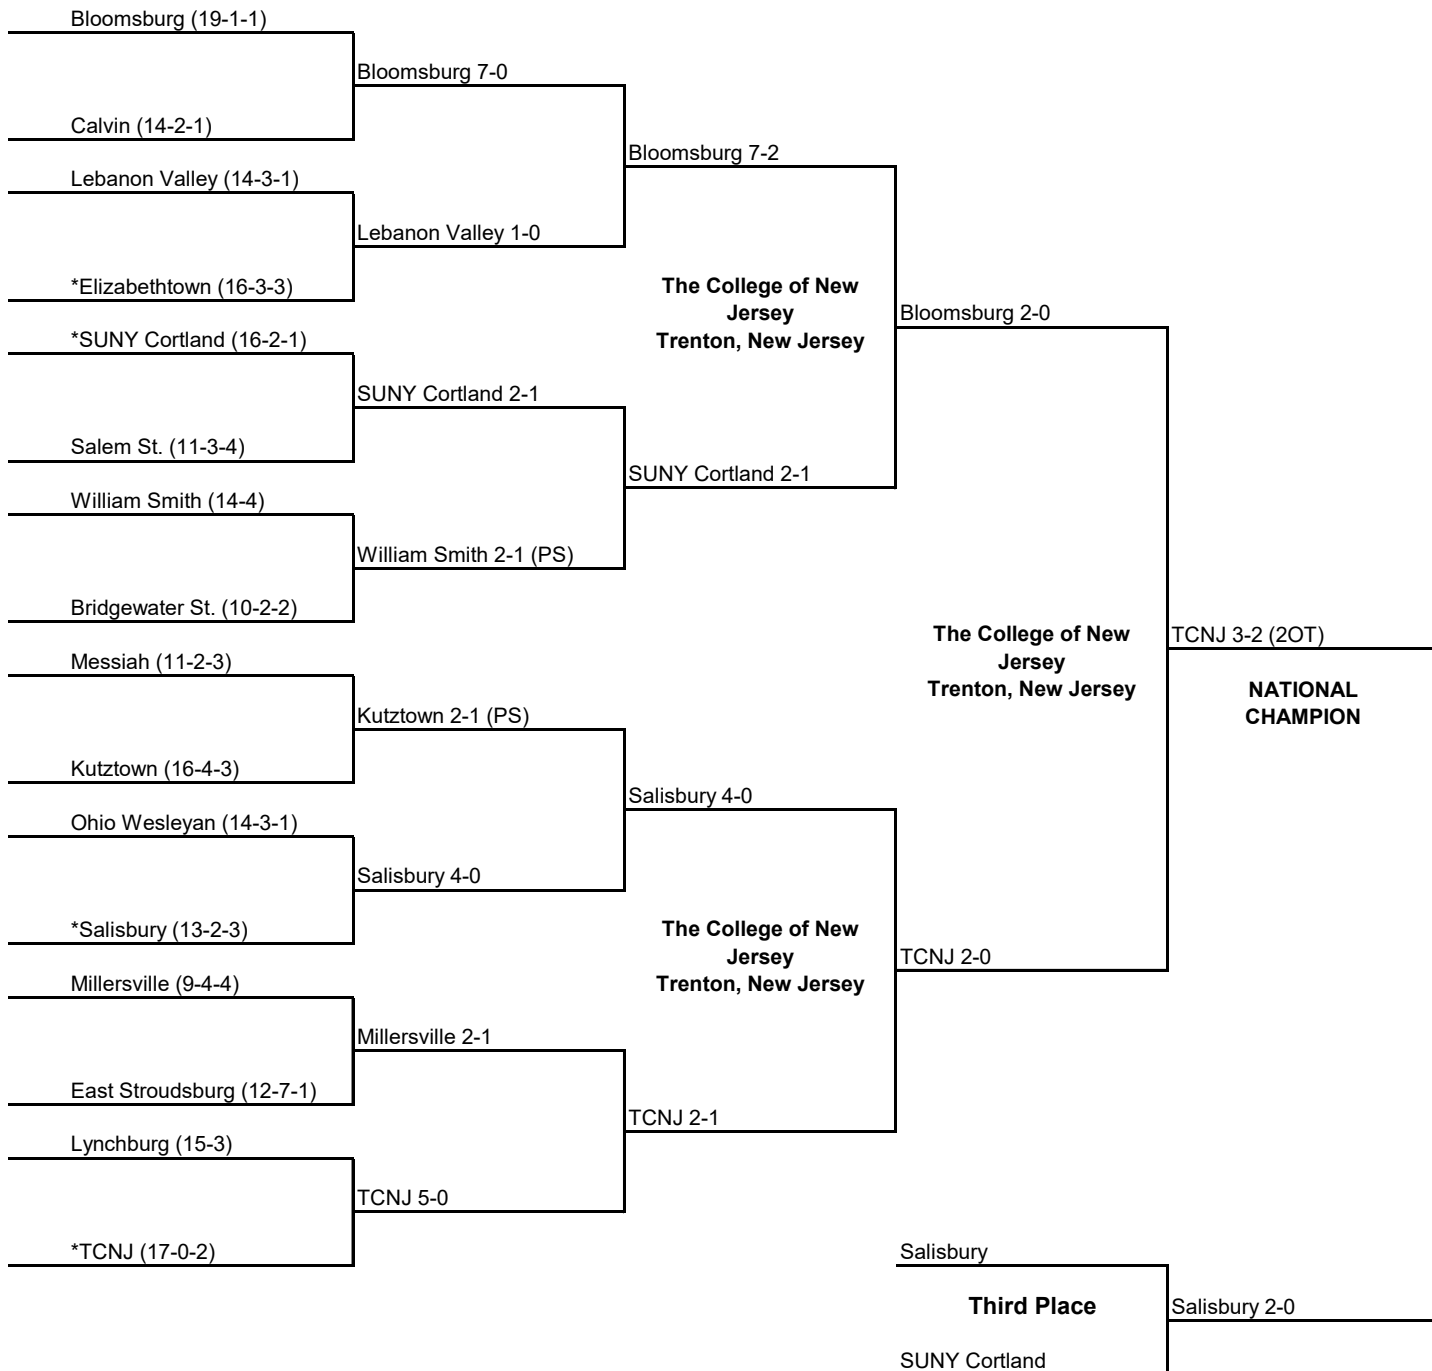 Bloomsburg (19-1-1)
Bloomsburg 7-0
Calvin (14-2-1)
Bloomsburg 7-2
Lebanon Valley (14-3-1)
Lebanon Valley 1-0
*Elizabethtown (16-3-3)
The College of New
Jersey
Trenton, New Jersey
Bloomsburg 2-0
*SUNY Cortland (16-2-1)
SUNY Cortland 2-1
Salem St. (11-3-4)
SUNY Cortland 2-1
William Smith (14-4)
William Smith 2-1 (PS)
Bridgewater St. (10-2-2)
The College of New
Jersey
Trenton, New Jersey
TCNJ 3-2 (2OT)
NATIONAL
CHAMPION
Messiah (11-2-3)
Kutztown 2-1 (PS)
Kutztown (16-4-3)
Salisbury 4-0
Ohio Wesleyan (14-3-1)
Salisbury 4-0
*Salisbury (13-2-3)
The College of New
Jersey
Trenton, New Jersey
TCNJ 2-0
Millersville (9-4-4)
Millersville 2-1
East Stroudsburg (12-7-1)
TCNJ 2-1
Lynchburg (15-3)
TCNJ 5-0
*TCNJ (17-0-2)
Salisbury
Third Place
Salisbury 2-0
SUNY Cortland